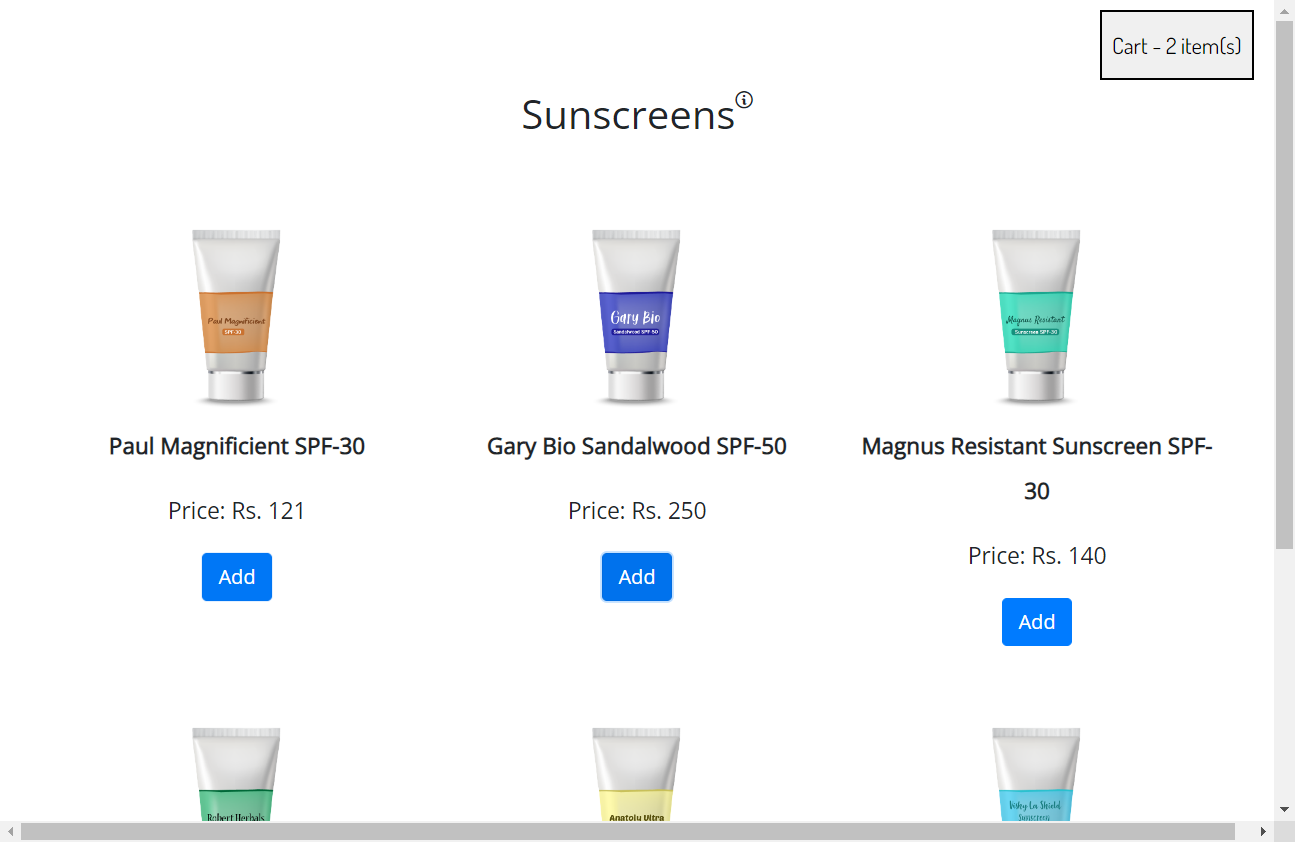 Cart - 2 item(s)
Sunscreens
Paul Magnificient
SPF-30
Gary Bio
Sandalwood SPF-50
Magnus Resistant
Sunscreen SPF-30
Paul Magnificient SPF-30
Gary Bio Sandalwood SPF-50
Magnus Resistant Sunscreen SPF-
30
Price: Rs. 121
Price: Rs. 250
Price: Rs. 140
Add
Add
Add
Robert Herbals
Anatoly Ultra
Vishy Len Shield
Sunscreen